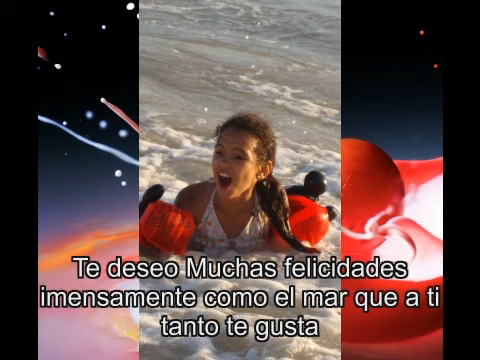 Te deseo Muchas felicidades
imensamente como el mar que a ti
tanto te gusta